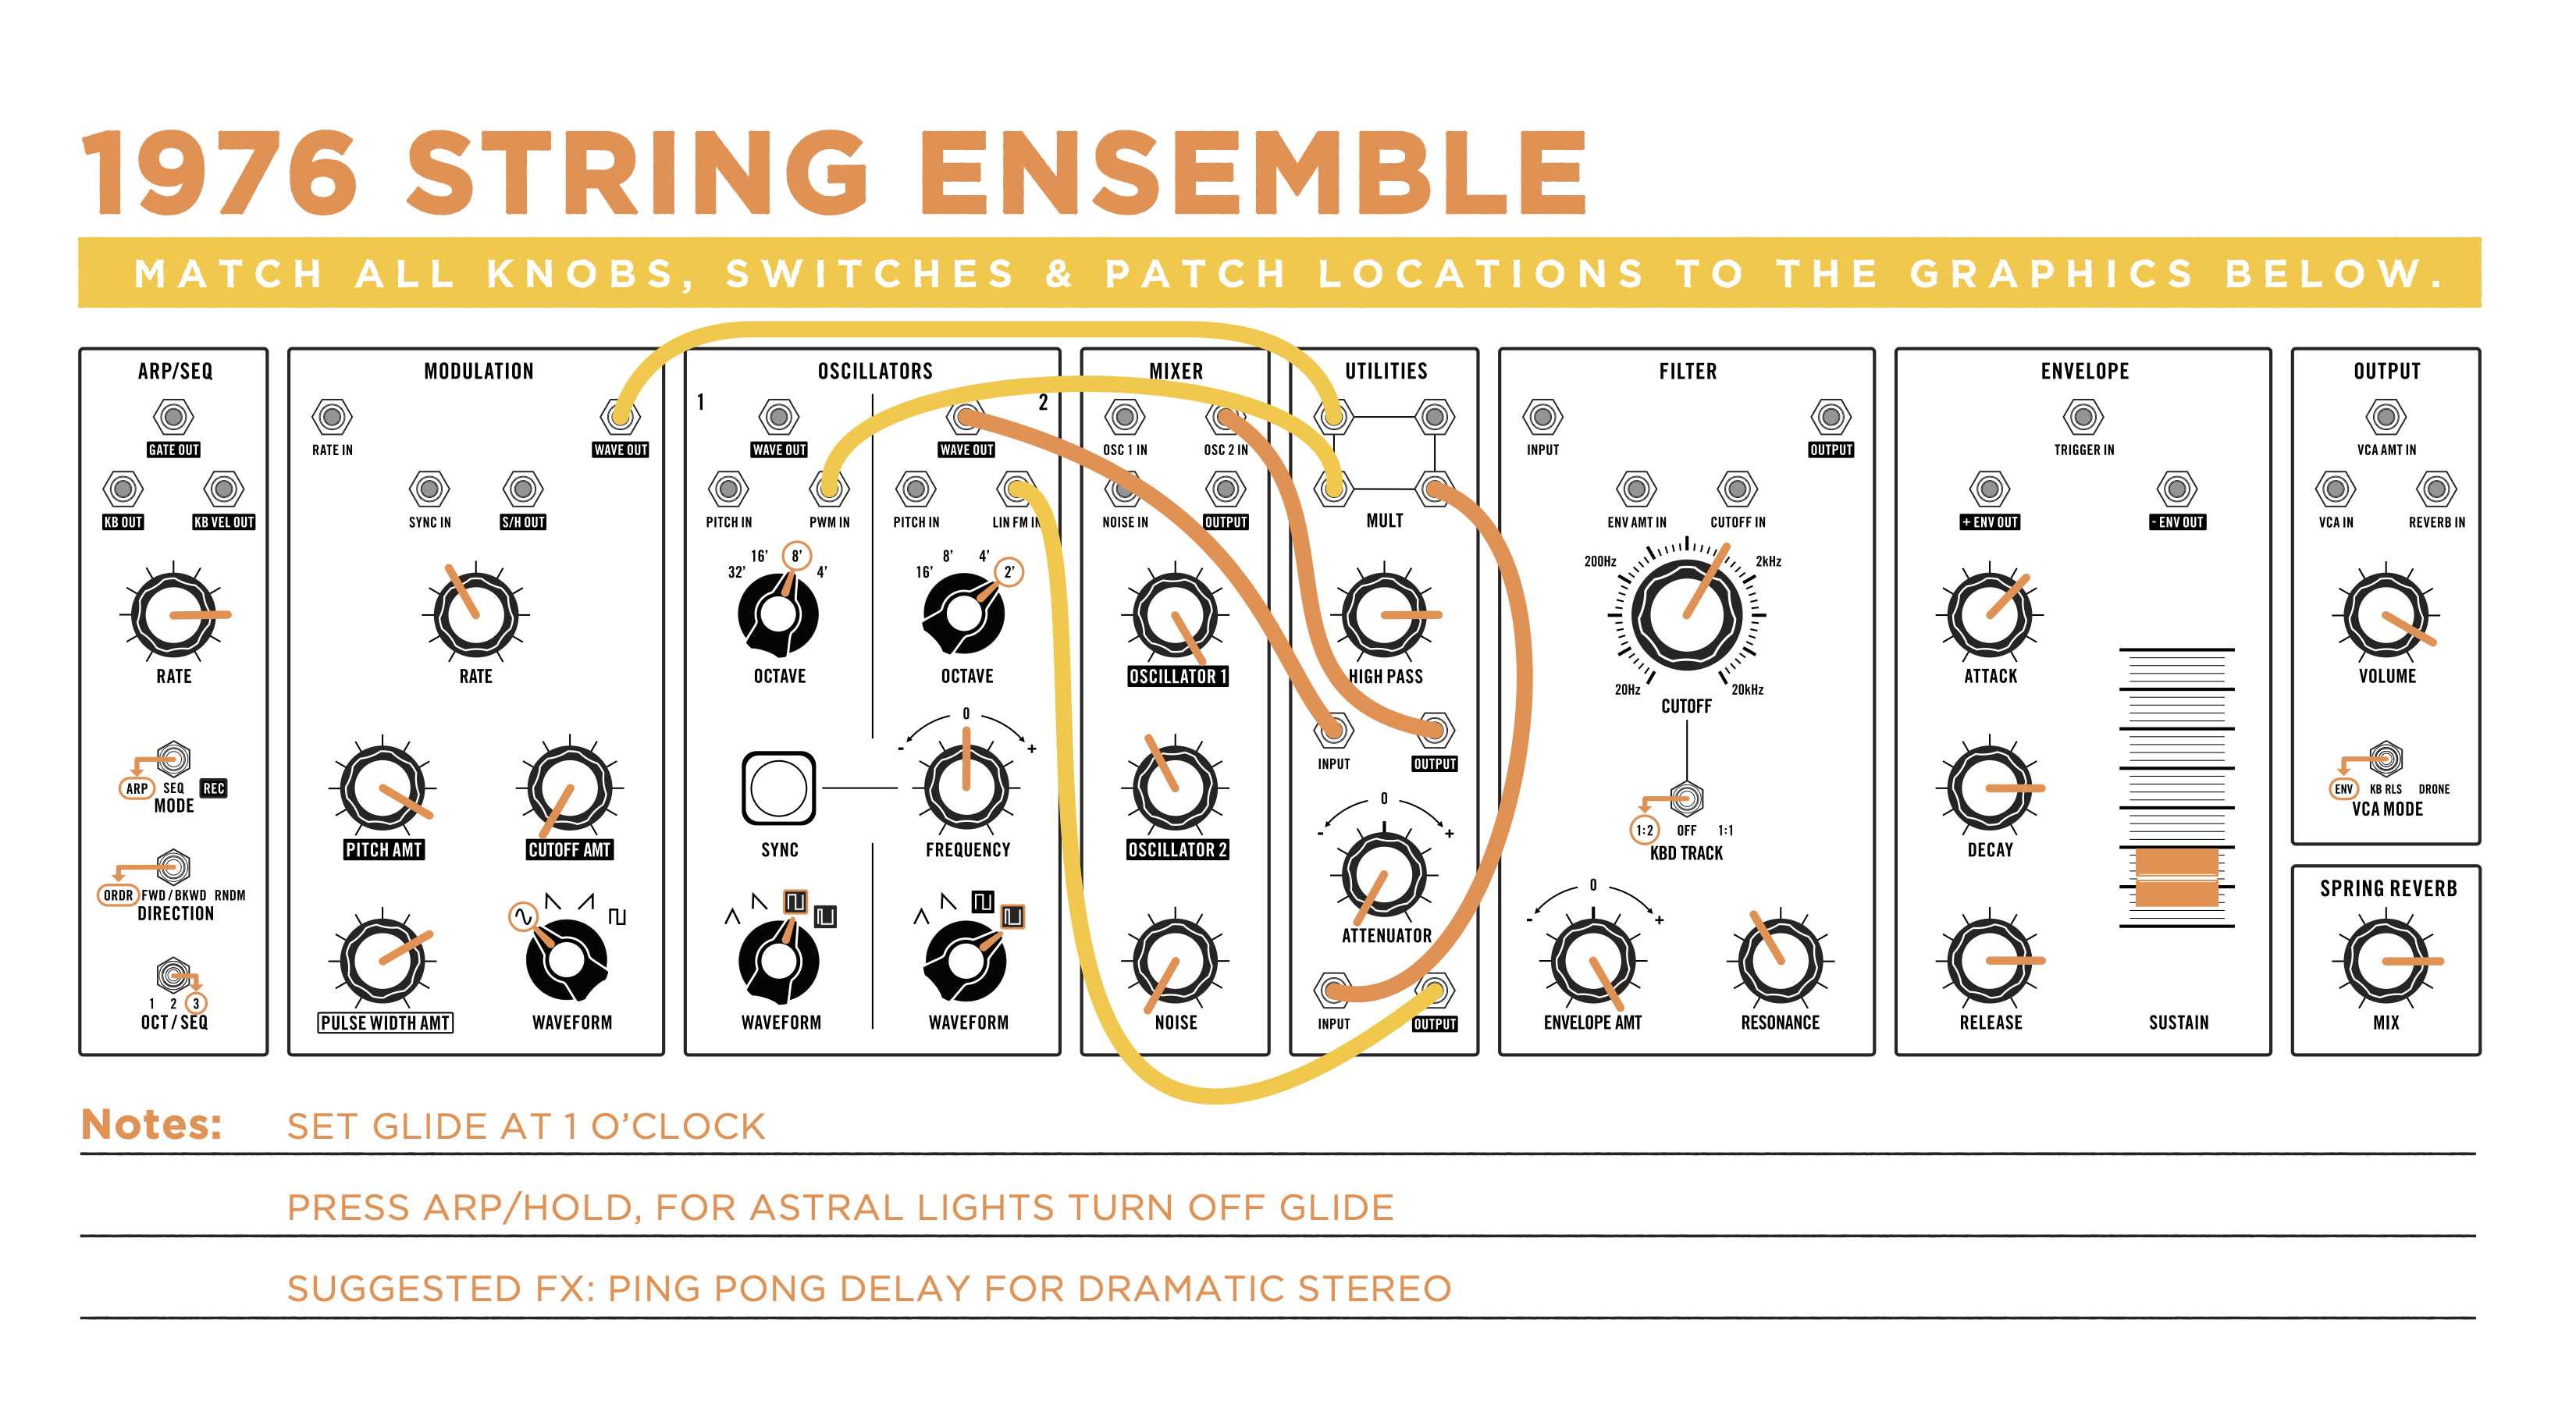 1976 STRING ENSEMBLE
MATCH ALL KNOBS, SWITCHES & PATCH LOCATIONS TO THE GRAPHICS BELOW.
ARP/SEQ
GATE OUT
KB OUT KB VEL OUT
RATE
ARP SEQ REC
MODE
ORDR FWD/BKWD RNDM
DIRECTION
1 2 3
OCT/SEQ
MODULATION
RATE IN WAVE OUT
SYNC IN S/H OUT
RATE
PITCH AMT CUTOFF AMT
PULSE WIDTH AMT WAVEFORM
OSCILLATORS
1 2
WAVE OUT WAVE OUT
PITCH IN PWM IN PITCH IN LIN FM IN
32' 16' 8' 4' 16' 8' 4' 2'
OCTAVE OCTAVE
- 0 +
SYNC FREQUENCY
WAVEFORM WAVEFORM
MIXER
OSC 1 IN OSC 2 IN
NOISE IN OUTPUT
OSCILLATOR 1
OSCILLATOR 2
NOISE
UTILITIES
MULT
HIGH PASS
INPUT OUTPUT
- 0 +
ATTENUATOR
INPUT OUTPUT
FILTER
INPUT OUTPUT
ENV AMT IN CUTOFF IN
200Hz 2kHz
20Hz 20kHz
CUTOFF
1:2 OFF 1:1
KBD TRACK
- 0 +
ENVELOPE AMT RESONANCE
ENVELOPE
TRIGGER IN
+ ENV OUT - ENV OUT
ATTACK
DECAY
RELEASE SUSTAIN
OUTPUT
VCA AMT IN
VCA IN REVERB IN
VOLUME
ENV KB RLS DRONE
VCA MODE
SPRING REVERB
MIX
Notes: SET GLIDE AT 1 O'CLOCK
PRESS ARP/HOLD, FOR ASTRAL LIGHTS TURN OFF GLIDE
SUGGESTED FX: PING PONG DELAY FOR DRAMATIC STEREO